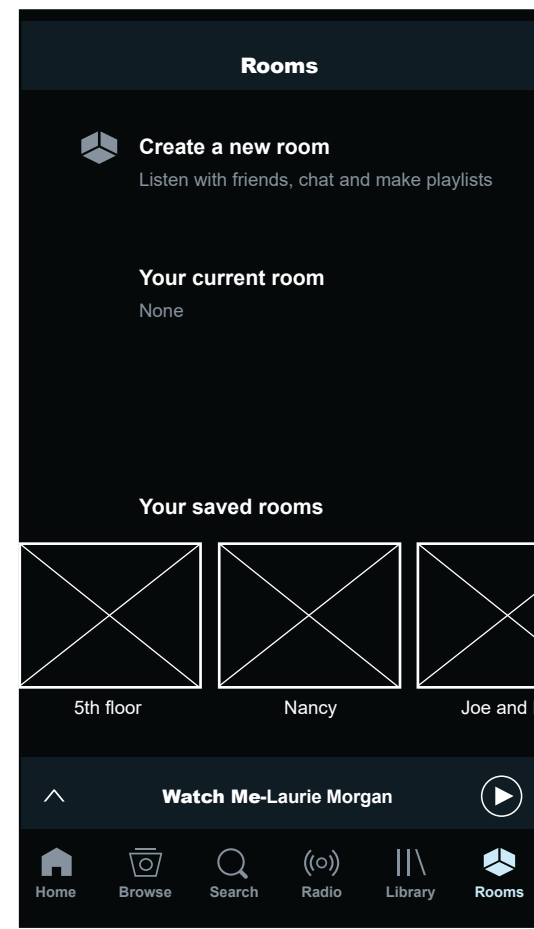 Rooms
Create a new room
Listen with friends, chat and make playlists
Your current room
None
Your saved rooms
5th floor
Nancy
Joe and
Watch Me-Laurie Morgan
Home
Browse
Search
Radio
Library
Rooms